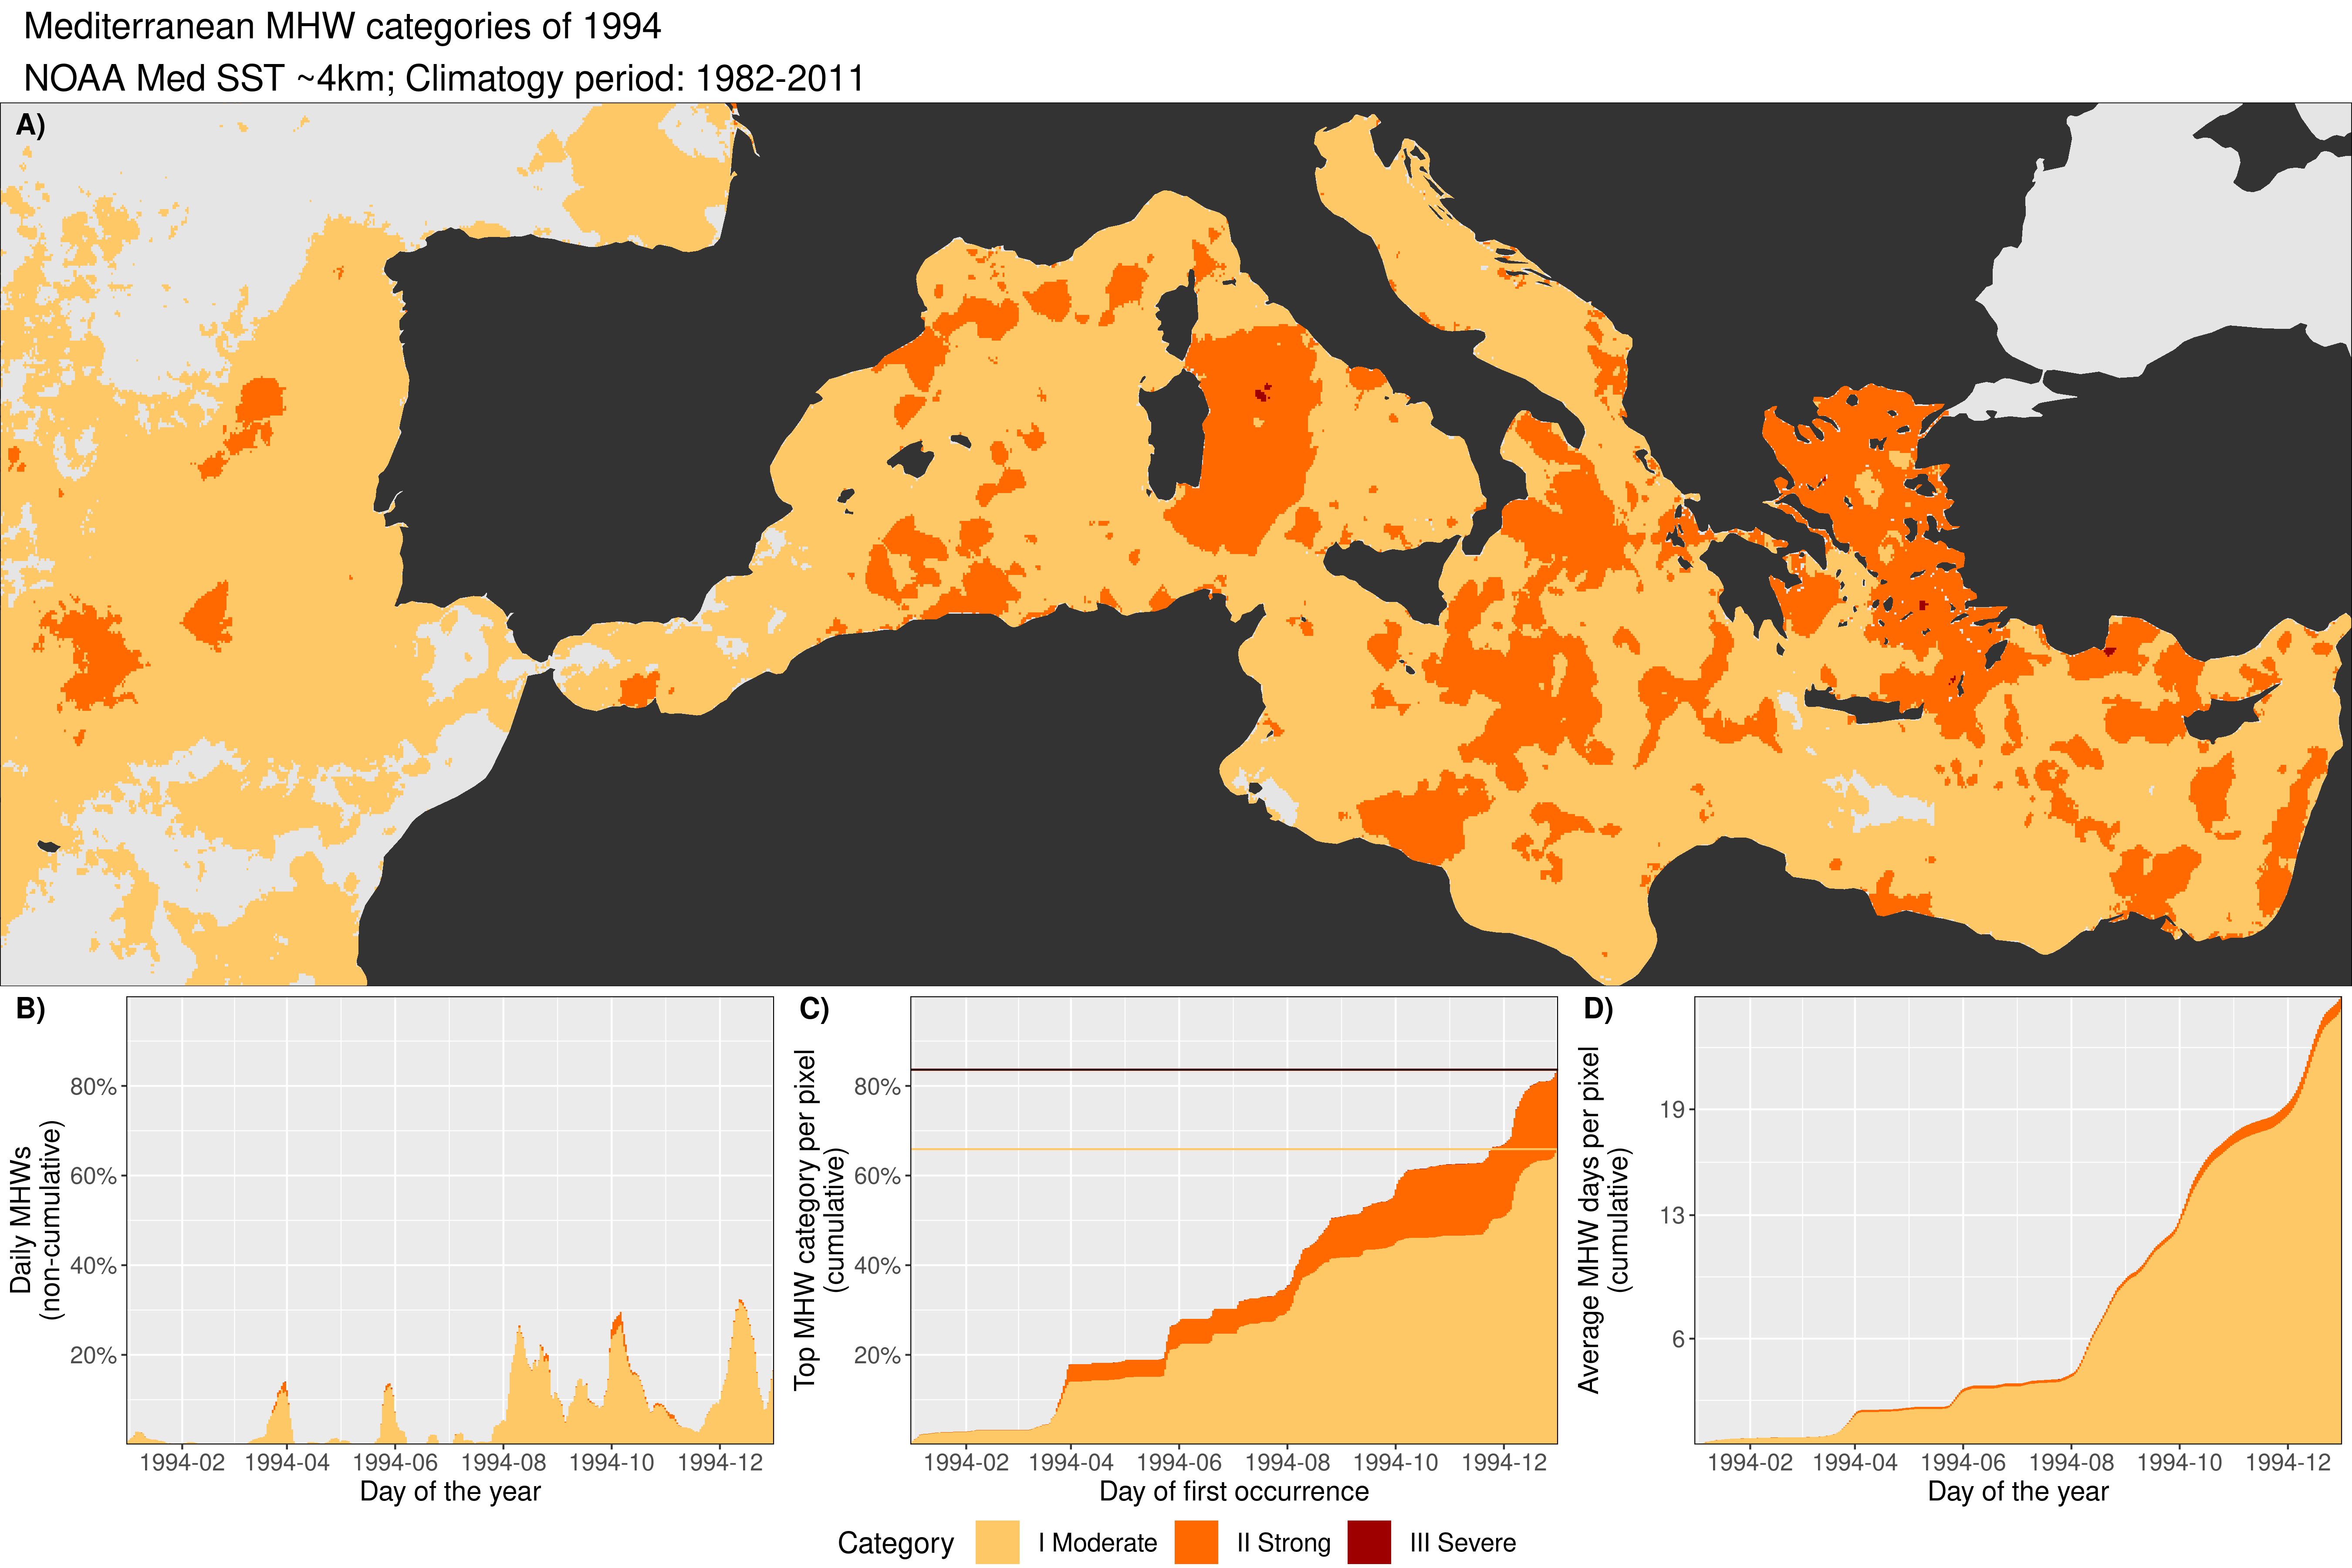 Mediterranean MHW categories of 1994
NOAA Med SST ~4km; Climatogy period: 1982-2011
A)
B)
Daily MHWs
(non-cumulative)
80%
60%
40%
20%
1994-02 1994-04 1994-06 1994-08 1994-10 1994-12
Day of the year
C)
Top MHW category per pixel
(cumulative)
80%
60%
40%
20%
1994-02 1994-04 1994-06 1994-08 1994-10 1994-12
Day of first occurrence
D)
Average MHW days per pixel
(cumulative)
19
13
6
1994-02 1994-04 1994-06 1994-08 1994-10 1994-12
Day of the year
Category I Moderate II Strong III Severe